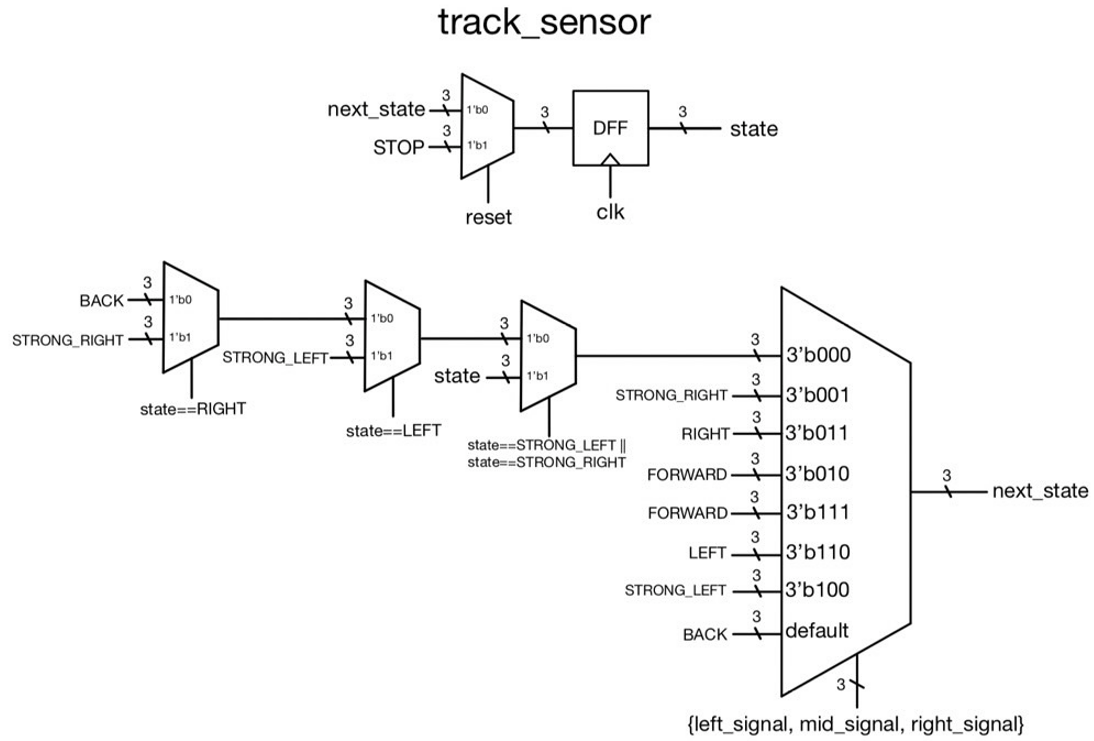 track_sensor
next_state
3
1'b0
STOP
3
1'b1
reset
3
DFF
clk
3
state
BACK
3
1'b0
STRONG_RIGHT
3
1'b1
state==RIGHT
3
1'b0
STRONG_LEFT
3
1'b1
state==LEFT
3
1'b0
state
3
1'b1
state==STRONG_LEFT ||
state==STRONG_RIGHT
3
3'b000
STRONG_RIGHT
3
3'b001
RIGHT
3
3'b011
FORWARD
3
3'b010
FORWARD
3
3'b111
LEFT
3
3'b110
STRONG_LEFT
3
3'b100
BACK
3
default
3
next_state
3
{left_signal, mid_signal, right_signal}